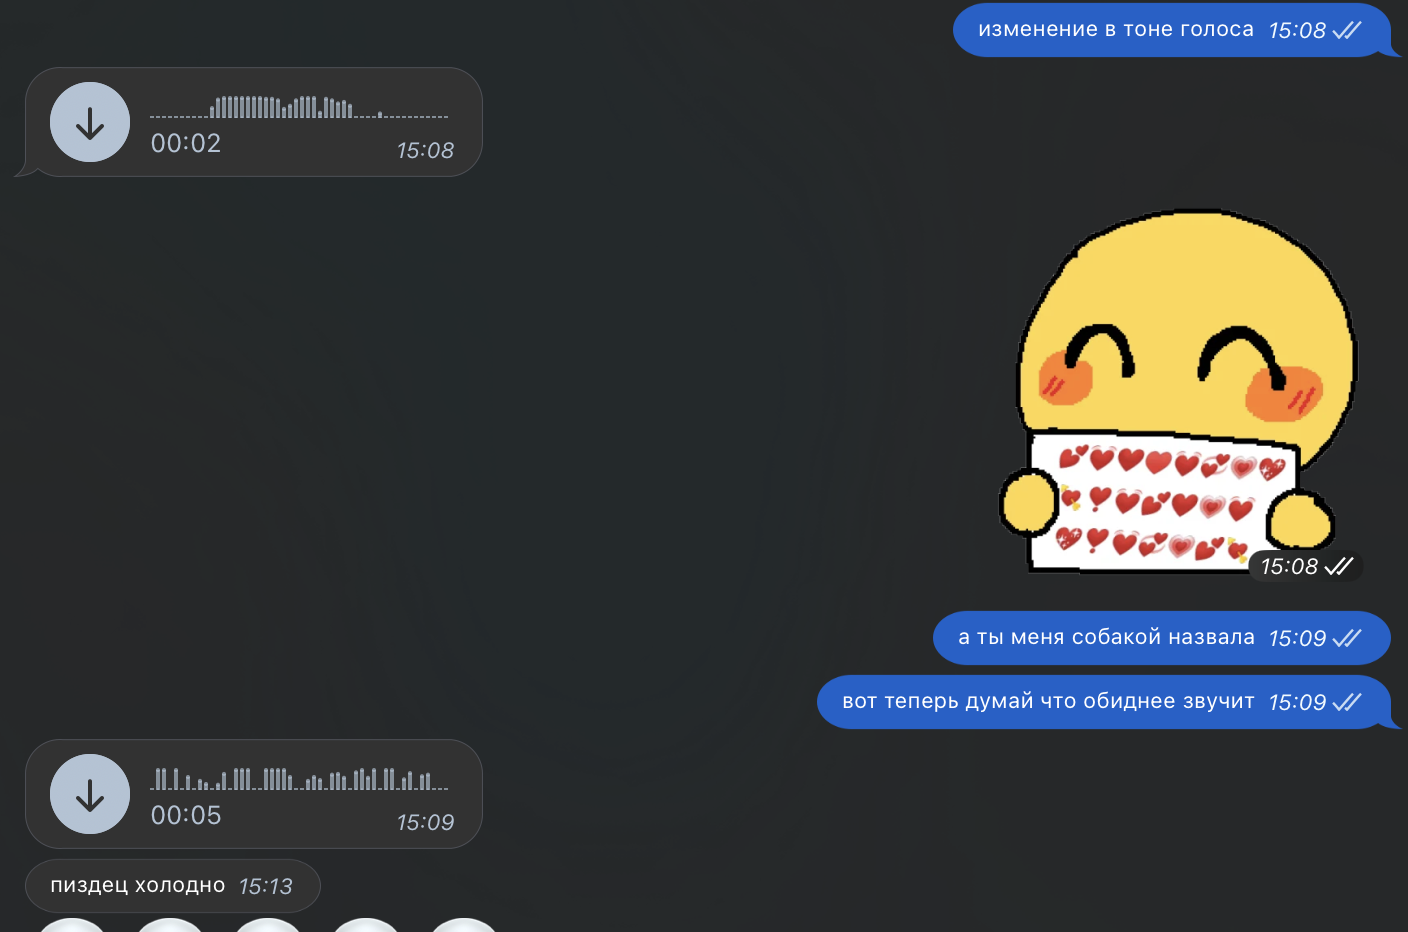 изменение в тоне голоса 15:08
00:02 15:08
15:08
а ты меня собакой назвала 15:09
вот теперь думай что обиднее звучит 15:09
00:05 15:09
пиздец холодно 15:13